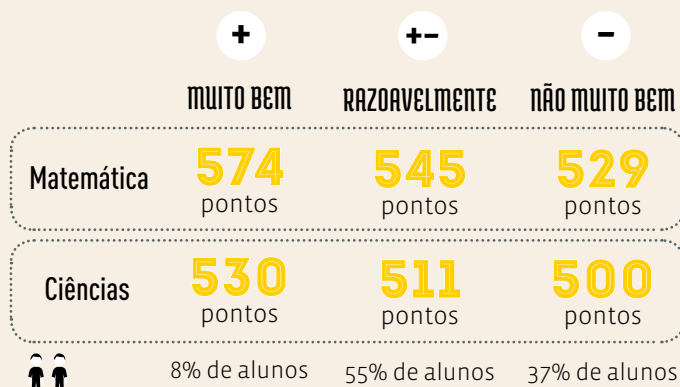 + +- -
MUITO BEM RAZOAVELMENTE NÃO MUITO BEM
Matemática 574 pontos 545 pontos 529 pontos
Ciências 530 pontos 511 pontos 500 pontos
8% de alunos 55% de alunos 37% de alunos